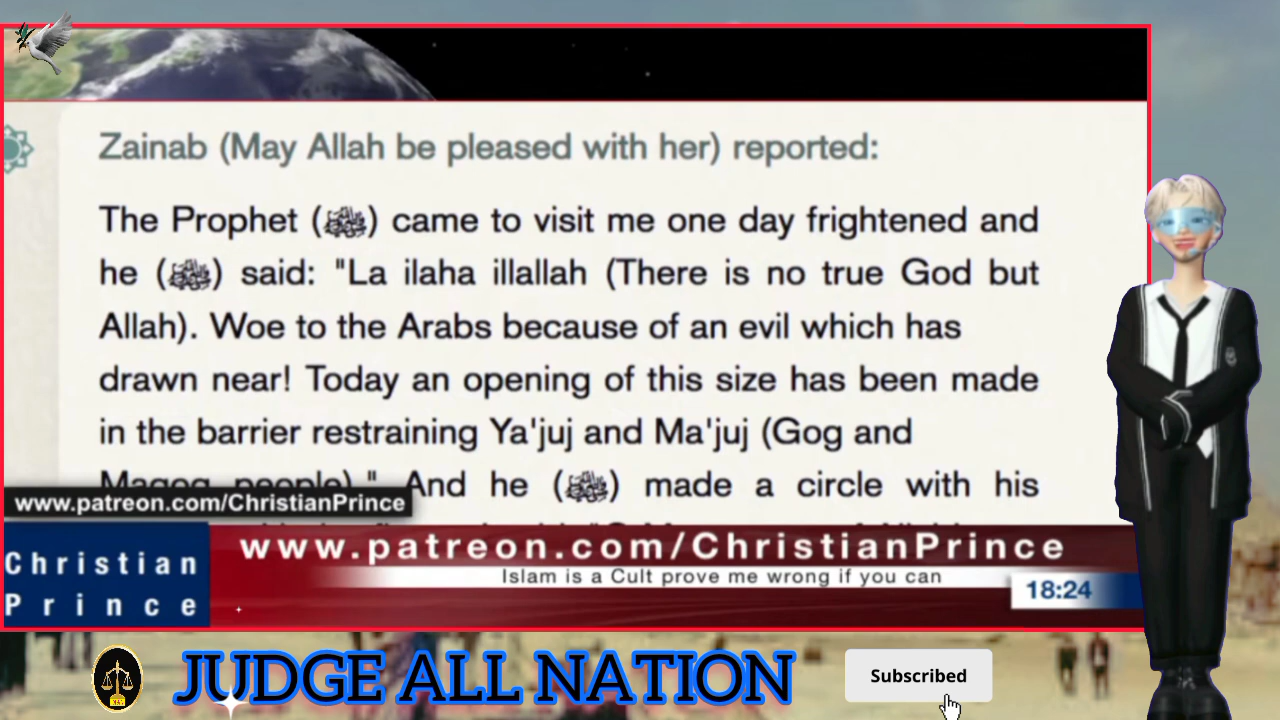 Zainab (May Allah be pleased with her) reported:
The Prophet (ﷺ) came to visit me one day frightened and
he (ﷺ) said: "La ilaha illallah (There is no true God but
Allah). Woe to the Arabs because of an evil which has
drawn near! Today an opening of this size has been made
in the barrier restraining Ya'juj and Ma'juj (Gog and
Magog people)." And he (ﷺ) made a circle with his
www.patreon.com/ChristianPrince
www.patreon.com/ChristianPrince
Christian
Prince
Islam is a Cult prove me wrong if you can
18:24
JUDGE ALL NATION
Subscribed